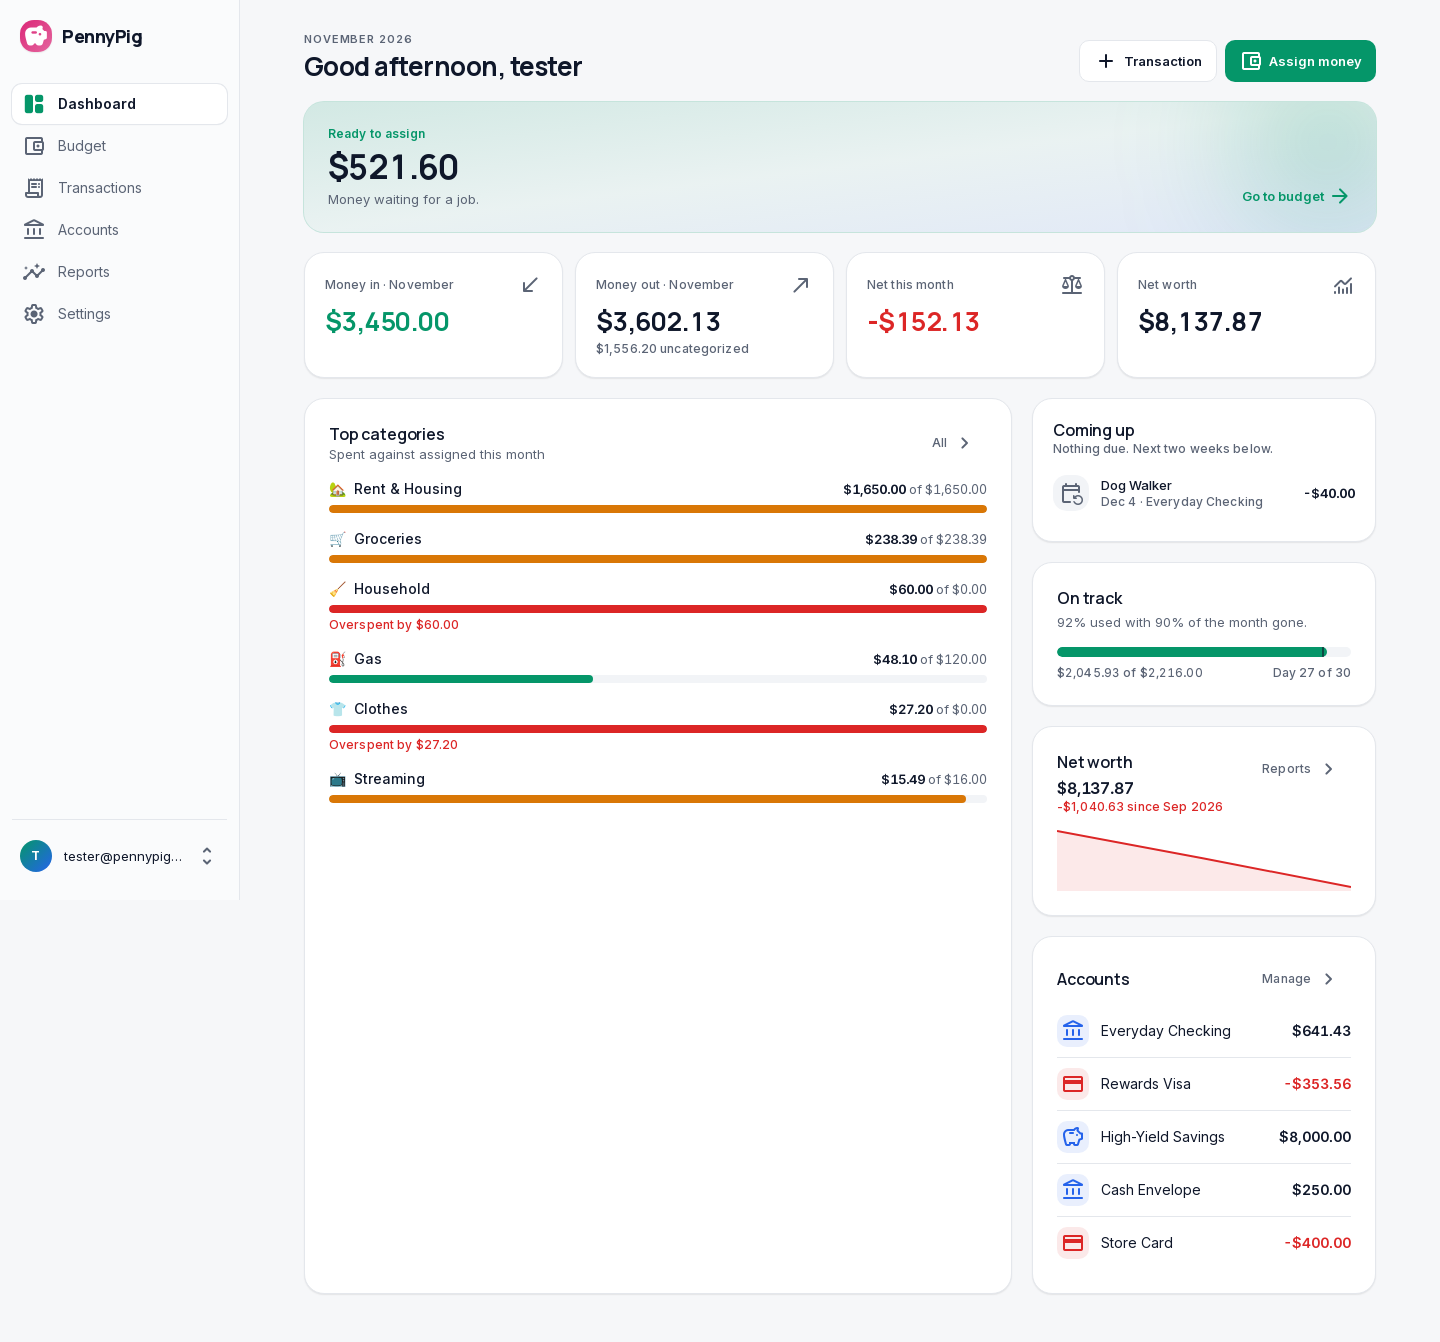 PennyPig
Dashboard
Budget
Transactions
Accounts
Reports
Settings
T
tester@pennypig...
NOVEMBER 2026
Good afternoon, tester
Transaction
Assign money
Ready to assign
$521.60
Money waiting for a job.
Go to budget
Money in · November
$3,450.00
Money out · November
$3,602.13
$1,556.20 uncategorized
Net this month
-$152.13
Net worth
$8,137.87
Top categories
Spent against assigned this month
All
Rent & Housing
$1,650.00 of $1,650.00
Groceries
$238.39 of $238.39
Household
$60.00 of $0.00
Overspent by $60.00
Gas
$48.10 of $120.00
Clothes
$27.20 of $0.00
Overspent by $27.20
Streaming
$15.49 of $16.00
Coming up
Nothing due. Next two weeks below.
Dog Walker
Dec 4 · Everyday Checking
-$40.00
On track
92% used with 90% of the month gone.
$2,045.93 of $2,216.00
Day 27 of 30
Net worth
Reports
$8,137.87
-$1,040.63 since Sep 2026
Accounts
Manage
Everyday Checking
$641.43
Rewards Visa
-$353.56
High-Yield Savings
$8,000.00
Cash Envelope
$250.00
Store Card
-$400.00